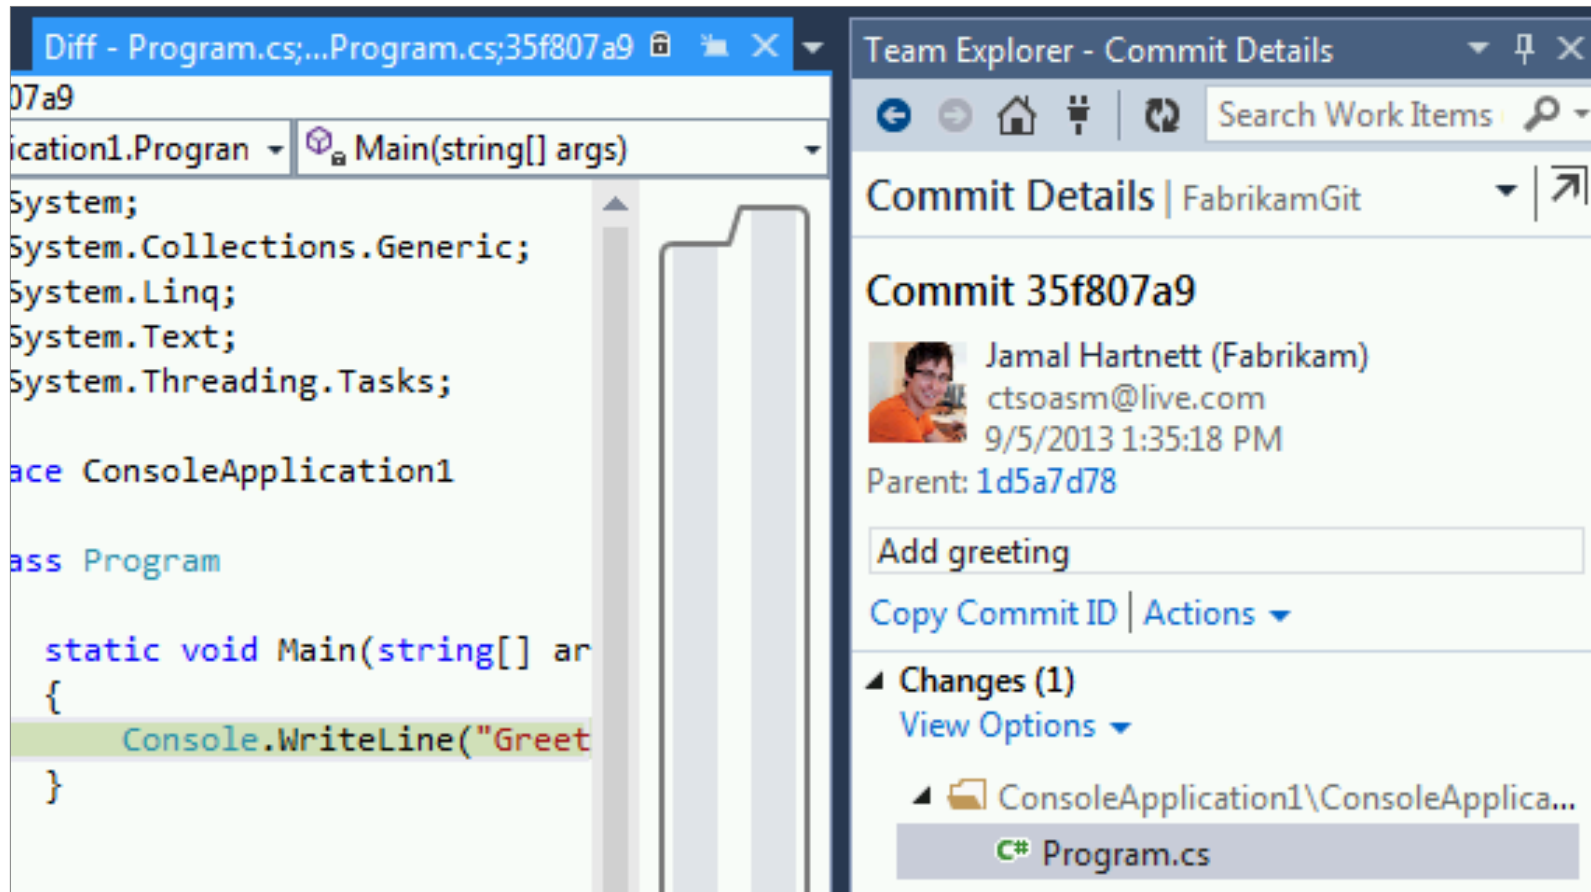 Diff - Program.cs;...Program.cs;35f807a9
07a9
ication1.Progran
Main(string[] args)
System;
System.Collections.Generic;
System.Linq;
System.Text;
System.Threading.Tasks;
ace ConsoleApplication1
ass Program
static void Main(string[] ar
{
Console.WriteLine("Greet
}
Team Explorer - Commit Details
Search Work Items
Commit Details | FabrikamGit
Commit 35f807a9
Jamal Hartnett (Fabrikam)
ctsoasm@live.com
9/5/2013 1:35:18 PM
Parent: 1d5a7d78
Add greeting
Copy Commit ID | Actions
Changes (1)
View Options
ConsoleApplication1\ConsoleApplica...
C# Program.cs